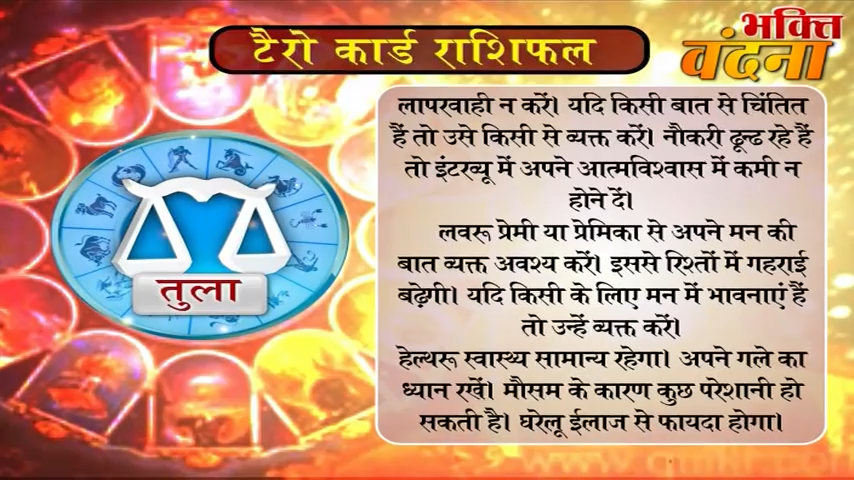 टैरो कार्ड राशिफल
भक्ति
वंदना
लापरवाही न करें। यदि किसी बात से चिंतित
हैं तो उसे किसी से व्यक्त करें। नौकरी ढूनढ रहे हैं
तो इंटरव्यू में अपने आत्मविश्वास में कमी न
होने दें।
लवरू प्रेमी या प्रेमिका से अपने मन की
बात व्यक्त अवश्य करें। इससे रिश्तों में गहराई
बढ़ेगी। यदि किसी के लिए मन में भावनाएं हैं
तो उन्हें व्यक्त करें।
हेल्थरू स्वास्थ्य सामान्य रहेगा। अपने गले का
ध्यान रखें। मौसम के कारण कुछ परेशानी हो
सकती है। घरेलू ईलाज से फायदा होगा।
तुला